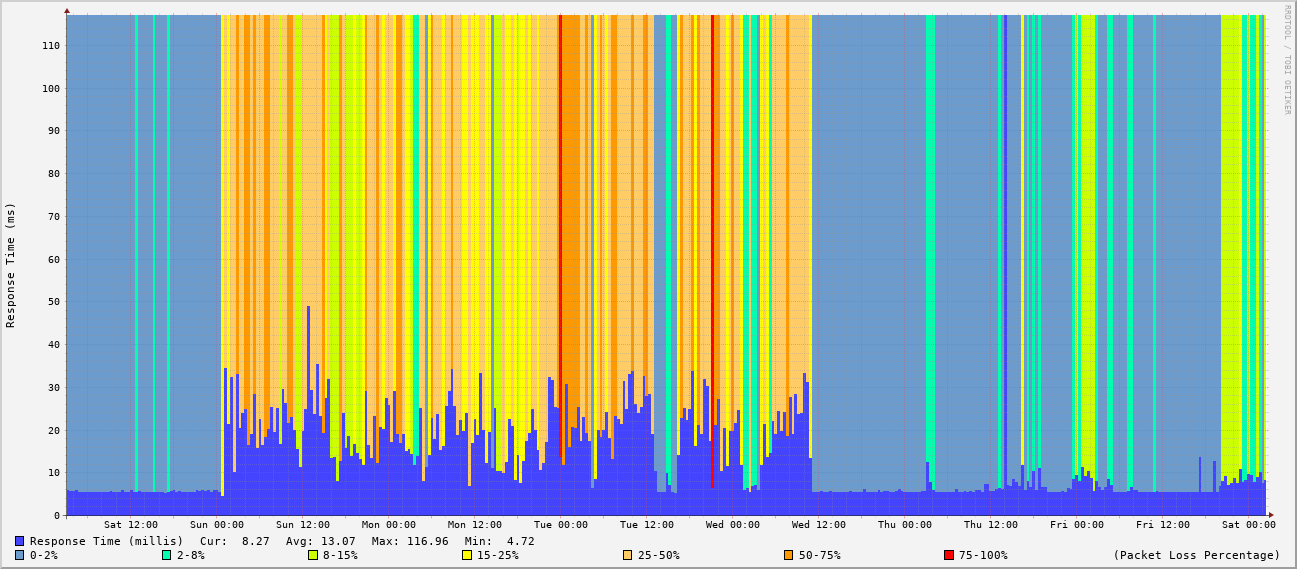 RRDTOOL / TOBI OETIKER
Response Time (ms)
110
100
90
80
70
60
50
40
30
20
10
0
Sat 12:00 Sun 00:00 Sun 12:00 Mon 00:00 Mon 12:00 Tue 00:00 Tue 12:00 Wed 00:00 Wed 12:00 Thu 00:00 Thu 12:00 Fri 00:00 Fri 12:00 Sat 00:00
Response Time (millis) Cur: 8.27 Avg: 13.07 Max: 116.96 Min: 4.72
0-2% 2-8% 8-15% 15-25% 25-50% 50-75% 75-100% (Packet Loss Percentage)